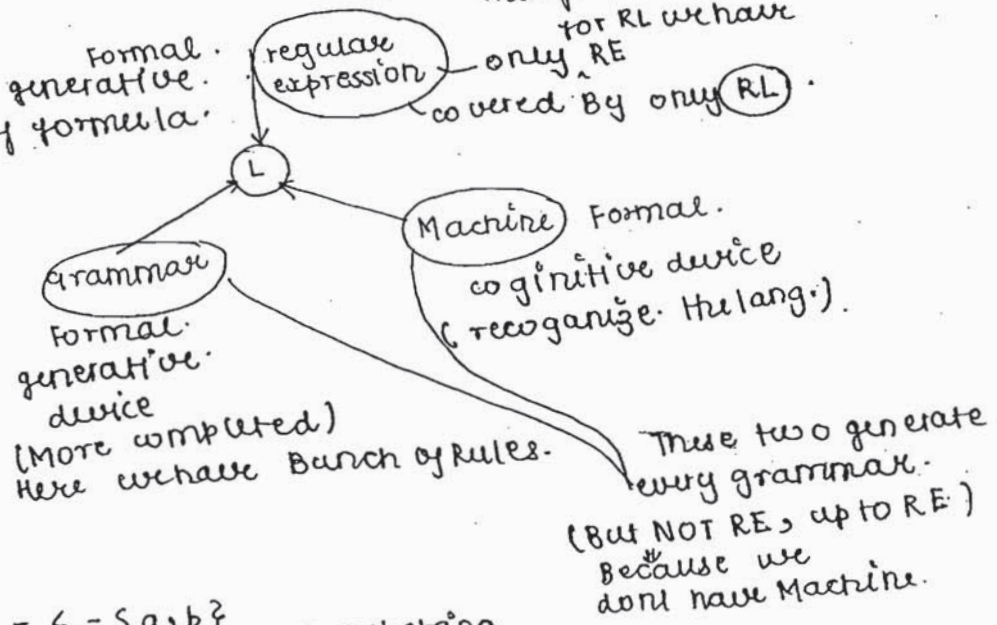 for RL we have
only RE
covered By only RL.
Formal.
generative.
of formula.
regular
expression
L
Machine Formal.
coginitive device
(recoganize. the lang.).
Grammar
Formal.
generative.
device
(More completed)
Here we have Bunch of Rules.
These two generate
every grammar.
(But NOT RE, up to RE)
Because we
dont have Machine.